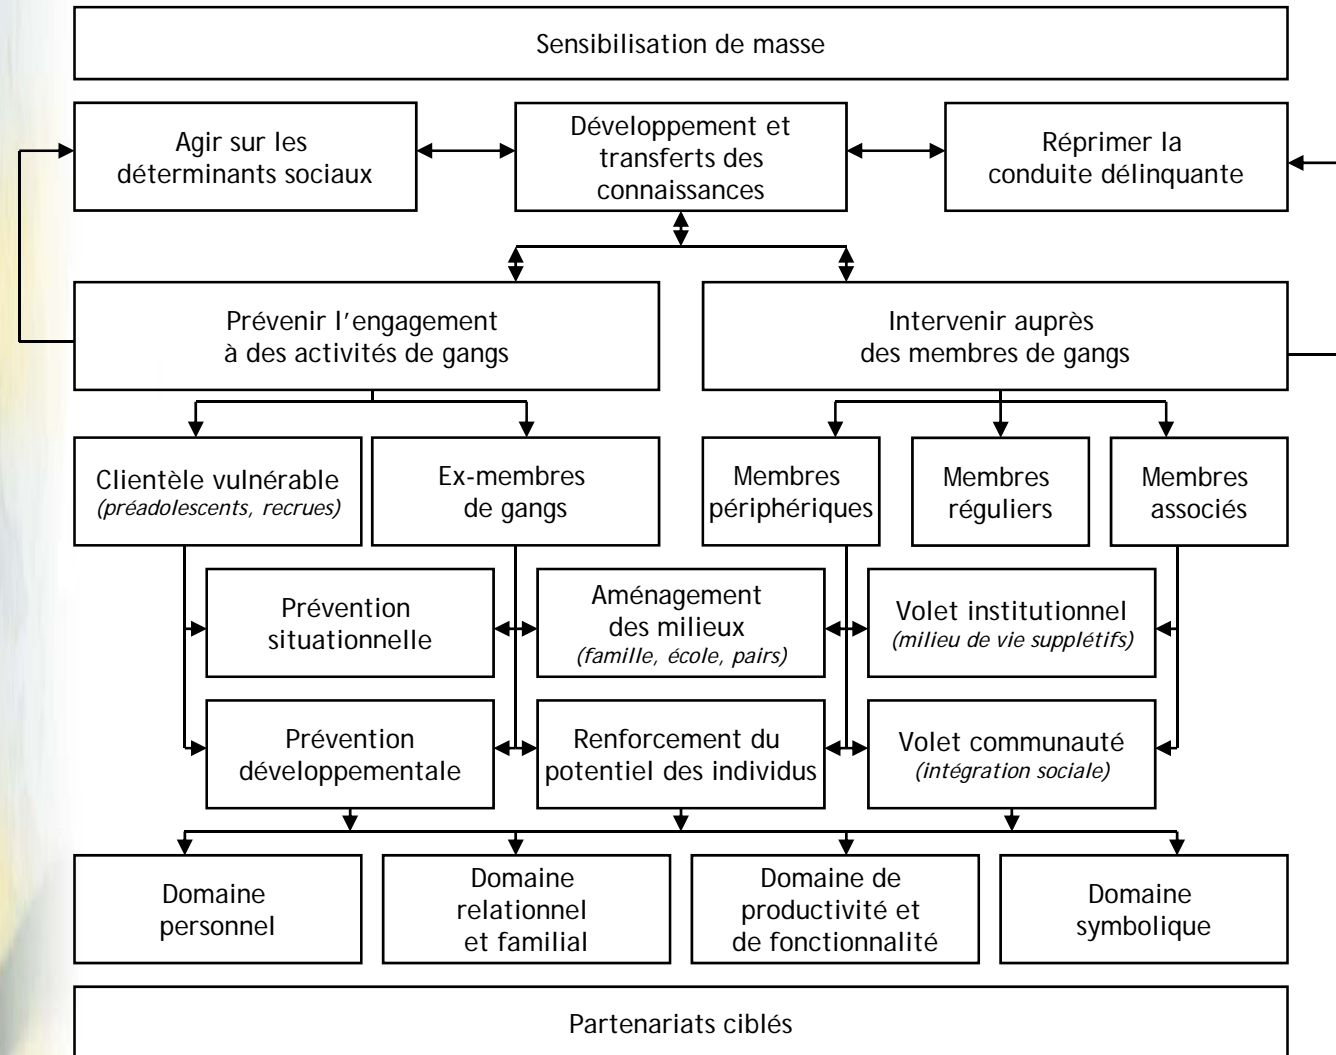 Sensibilisation de masse
Agir sur les
déterminants sociaux
Développement et
transferts des
connaissances
Réprimer la
conduite délinquante
Prévenir l'engagement
à des activités de gangs
Intervenir auprès
des membres de gangs
Clientèle vulnérable
(préadolescents, recrues)
Ex-membres
de gangs
Membres
périphériques
Membres
réguliers
Membres
associés
Prévention
situationnelle
Aménagement
des milieux
(famille, école, pairs)
Volet institutionnel
(milieu de vie supplétifs)
Prévention
développementale
Renforcement du
potentiel des individus
Volet communauté
(intégration sociale)
Domaine
personnel
Domaine
relationnel
et familial
Domaine de
productivité et
de fonctionnalité
Domaine
symbolique
Partenariats ciblés